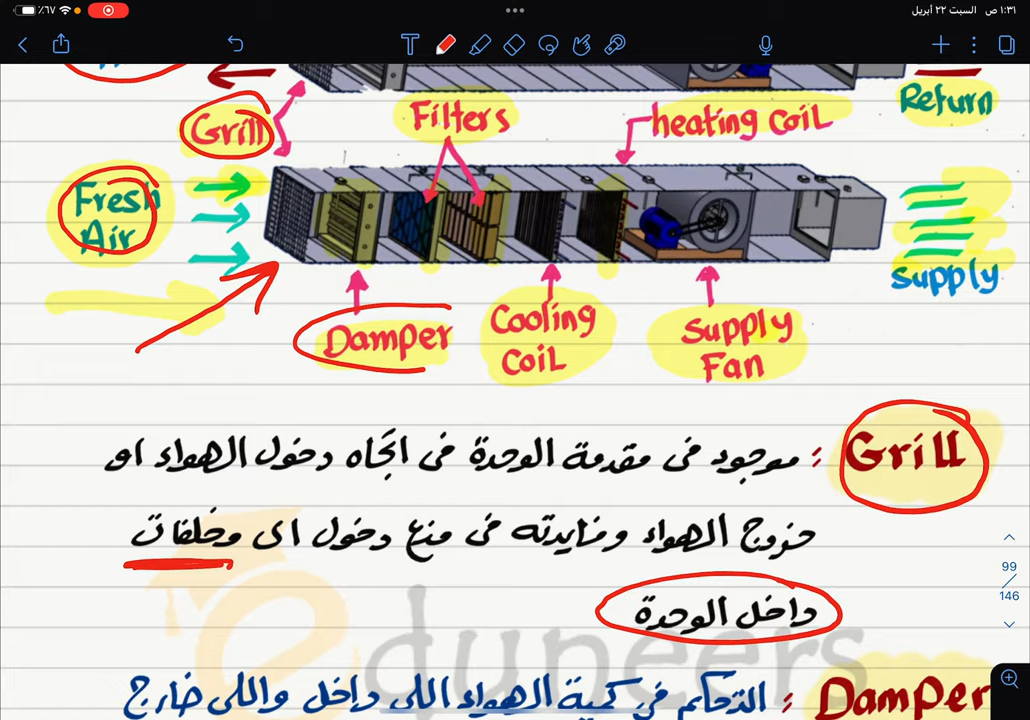 ٪٦٧
١:٣١ ص السبت ٢٢ أبريل
Return
Grill
Filters
heating coil
Fresh
Air
Supply
Damper
Cooling
Coil
Supply
Fan
Grill : موجود فى مقدمة الوحدة فى اتجاه دخول الهواء او
خروج الهواء وفايدته فى منع دخول اى مخلفات
داخل الوحدة
99
146
eduneers
Damper : التحكم فى كمية الهواء اللى داخل واللى خارج